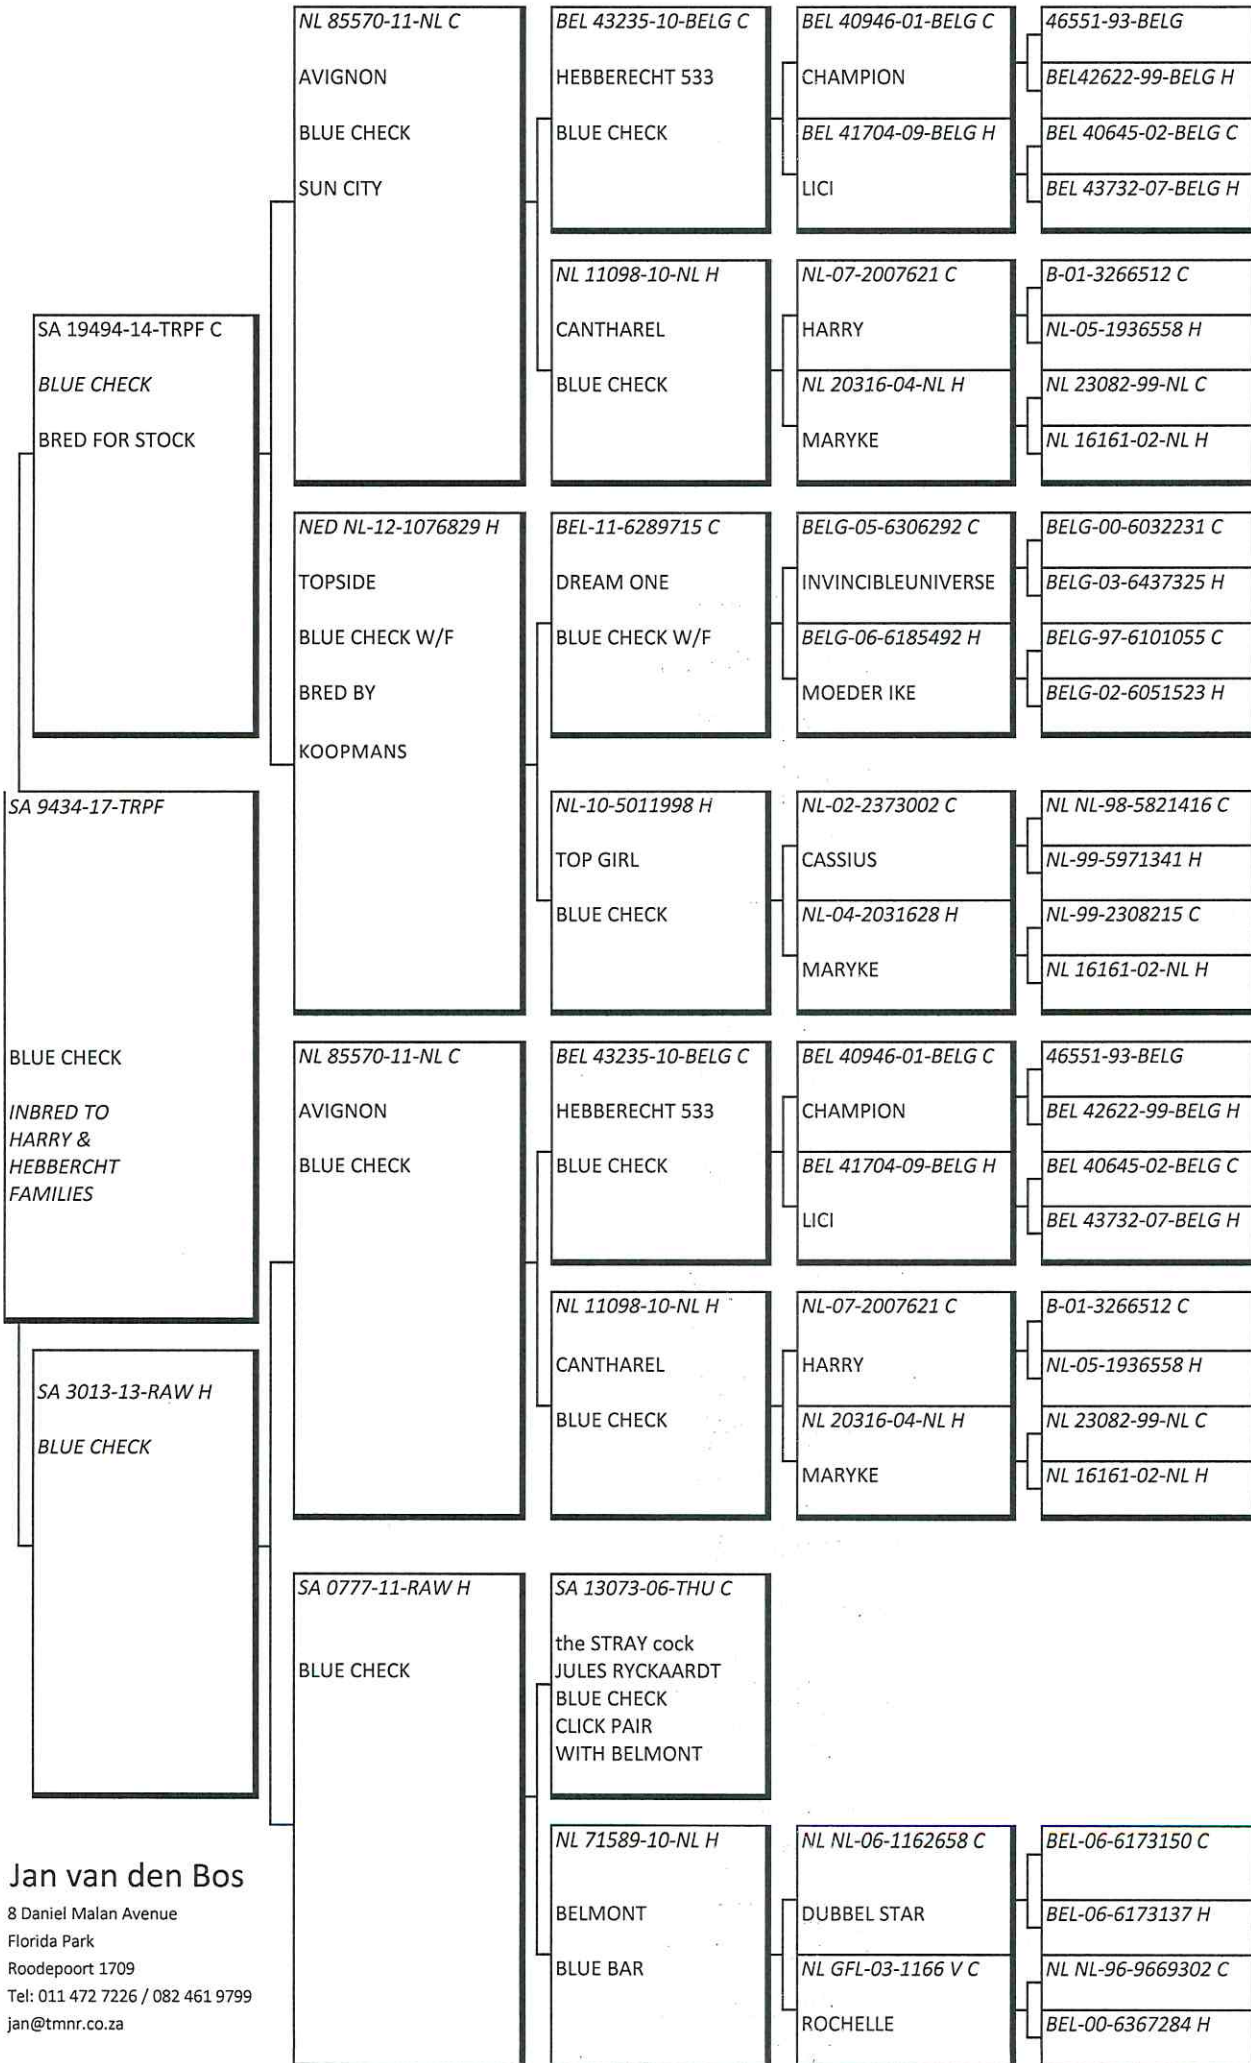 SA 9434-17-TRPF
BLUE CHECK
INBRED TO
HARRY &
HEBBERCHT
FAMILIES
SA 19494-14-TRPF C
BLUE CHECK
BRED FOR STOCK
SA 3013-13-RAW H
BLUE CHECK
NL 85570-11-NL C
AVIGNON
BLUE CHECK
SUN CITY
NED NL-12-1076829 H
TOPSIDE
BLUE CHECK W/F
BRED BY
KOOPMANS
NL 85570-11-NL C
AVIGNON
BLUE CHECK
SA 0777-11-RAW H
BLUE CHECK
BEL 43235-10-BELG C
HEBBERECHT 533
BLUE CHECK
NL 11098-10-NL H
CANTHAREL
BLUE CHECK
BEL-11-6289715 C
DREAM ONE
BLUE CHECK W/F
NL-10-5011998 H
TOP GIRL
BLUE CHECK
BEL 43235-10-BELG C
HEBBERECHT 533
BLUE CHECK
NL 11098-10-NL H
CANTHAREL
BLUE CHECK
SA 13073-06-THU C
the STRAY cock
JULES RYCKAARDT
BLUE CHECK
CLICK PAIR
WITH BELMONT
NL 71589-10-NL H
BELMONT
BLUE BAR
BEL 40946-01-BELG C
CHAMPION
BEL 41704-09-BELG H
LICI
NL-07-2007621 C
HARRY
NL 20316-04-NL H
MARYKE
BELG-05-6306292 C
INVINCIBLEUNIVERSE
BELG-06-6185492 H
MOEDER IKE
NL-02-2373002 C
CASSIUS
NL-04-2031628 H
MARYKE
BEL 40946-01-BELG C
CHAMPION
BEL 41704-09-BELG H
LICI
NL-07-2007621 C
HARRY
NL 20316-04-NL H
MARYKE
NL NL-06-1162658 C
DUBBEL STAR
NL GFL-03-1166 V C
ROCHELLE
46551-93-BELG
BEL42622-99-BELG H
BEL 40645-02-BELG C
BEL 43732-07-BELG H
B-01-3266512 C
NL-05-1936558 H
NL 23082-99-NL C
NL 16161-02-NL H
BELG-00-6032231 C
BELG-03-6437325 H
BELG-97-6101055 C
BELG-02-6051523 H
NL NL-98-5821416 C
NL-99-5971341 H
NL-99-2308215 C
NL 16161-02-NL H
46551-93-BELG
BEL 42622-99-BELG H
BEL 40645-02-BELG C
BEL 43732-07-BELG H
B-01-3266512 C
NL-05-1936558 H
NL 23082-99-NL C
NL 16161-02-NL H
BEL-06-6173150 C
BEL-06-6173137 H
NL NL-96-9669302 C
BEL-00-6367284 H
Jan van den Bos
8 Daniel Malan Avenue
Florida Park
Roodepoort 1709
Tel: 011 472 7226 / 082 461 9799
jan@tmnr.co.za